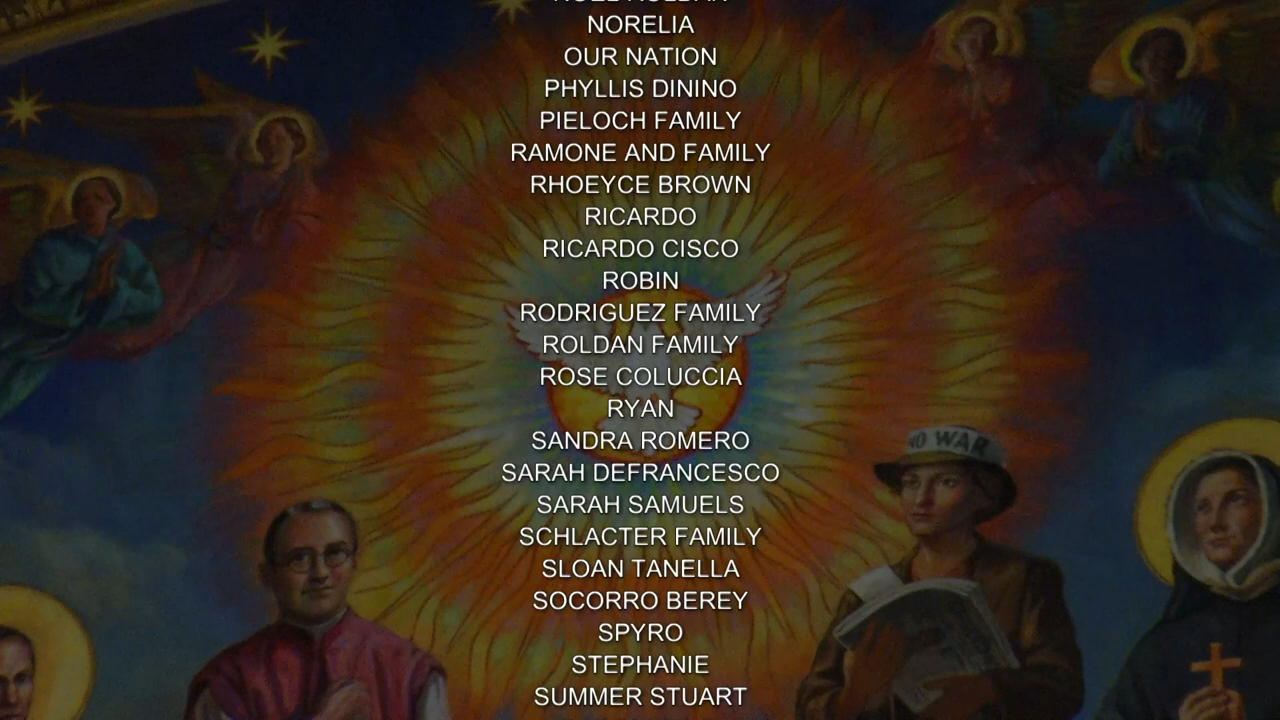 NORELIA
OUR NATION
PHYLLIS DININO
PIELOCH FAMILY
RAMONE AND FAMILY
RHOEYCE BROWN
RICARDO
RICARDO CISCO
ROBIN
RODRIGUEZ FAMILY
ROLDAN FAMILY
ROSE COLUCCIA
RYAN
SANDRA ROMERO
NO WAR
SARAH DEFRANCESCO
SARAH SAMUELS
SCHLACTER FAMILY
SLOAN TANELLA
SOCORRO BEREY
SPYRO
STEPHANIE
SUMMER STUART